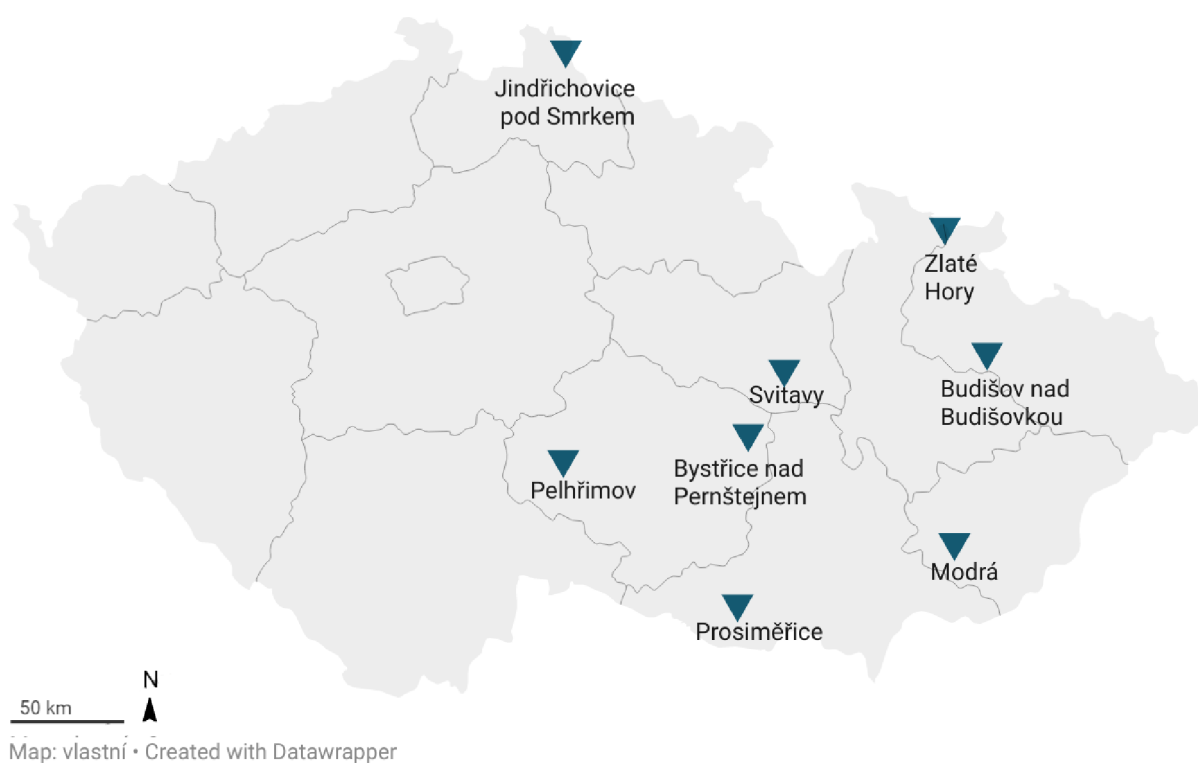 Jindřichovice
pod Smrkem
Zlaté
Hory
Budišov nad
Budišovkou
Svitavy
Bystřice nad
Pernštejnem
Pelhřimov
Modrá
Prosiměřice
N
50 km
Map: vlastní • Created with Datawrapper